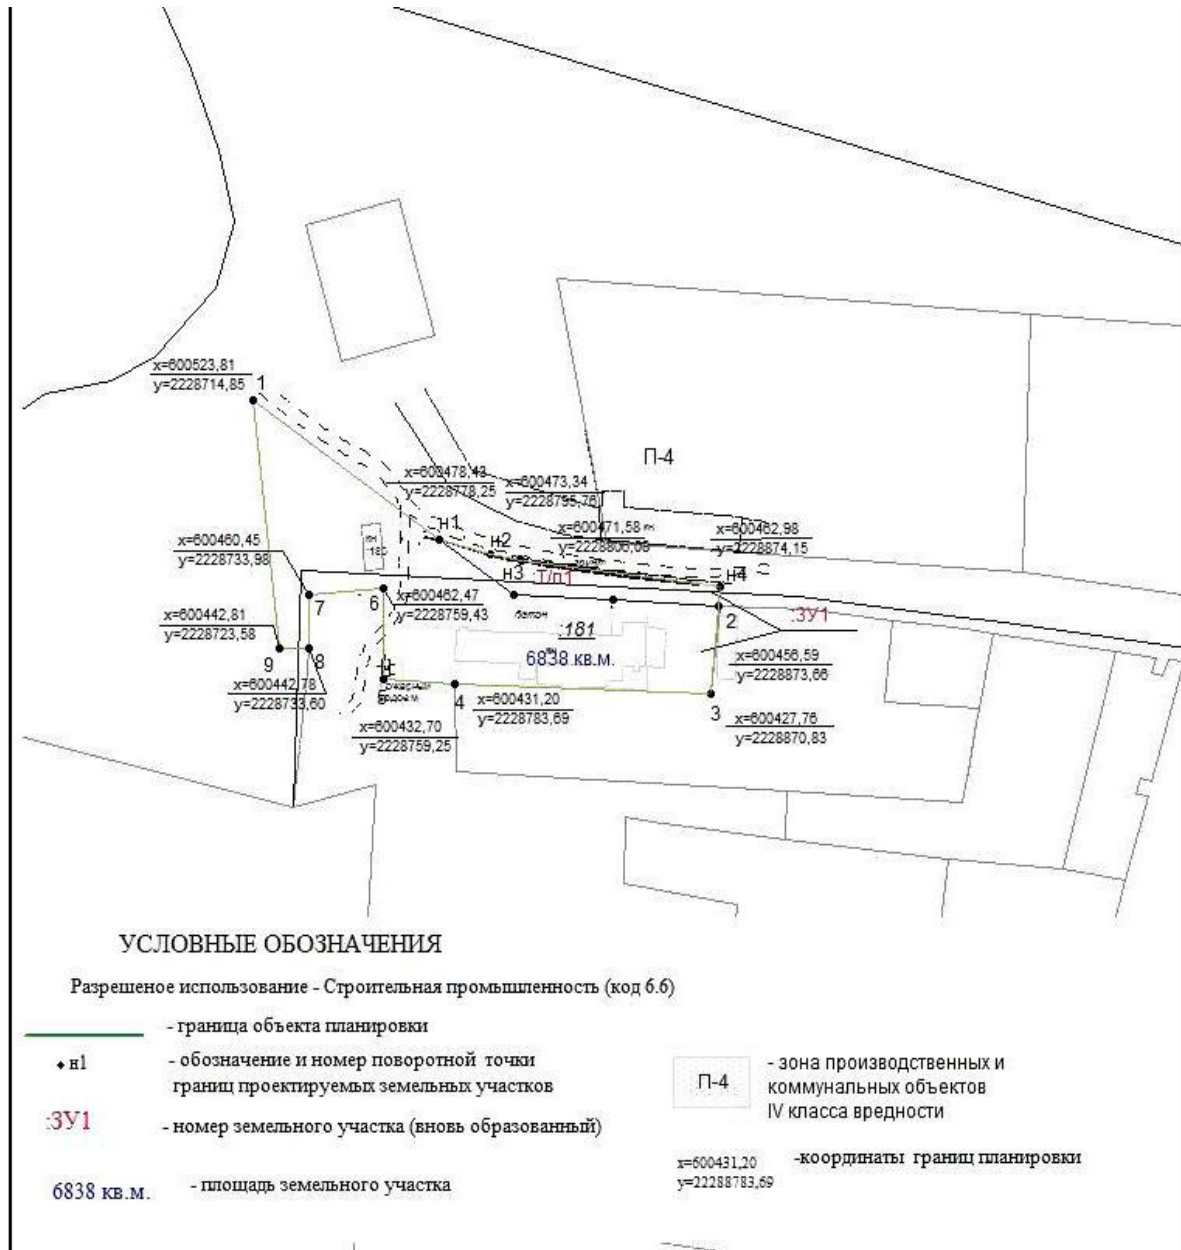 x=600523,81
y=2228714,85
1
П-4
x=600478,43
y=2228778,25
x=600473,34
y=2228795,76
x=600471,58
y=2228806,08
x=600462,98
y=2228874,15
н1
н2
н3
н4
:Т/п1
x=600460,45
y=2228733,98
7
6
x=600462,47
y=2228759,43
2
:ЗУ1
:181
6838 кв.м.
x=600442,81
y=2228723,58
9
8
x=600442,78
y=2228733,60
x=600456,59
y=2228873,66
4
x=600431,20
y=2228783,69
3
x=600427,76
y=2228870,83
x=600432,70
y=2228759,25
УСЛОВНЫЕ ОБОЗНАЧЕНИЯ
Разрешеное использование - Строительная промышленность (код 6.6)
- граница объекта планировки
н1
- обозначение и номер поротной точки
границ проектируемых земельных участков
:ЗУ1
- номер земельного участка (вновь образованный)
6838 кв.м.
- площадь земельного участка
П-4
- зона производственных и
коммунальных объектов
IV класса вредности
x=600431,20
y=22288783,69
-координаты границ планировки